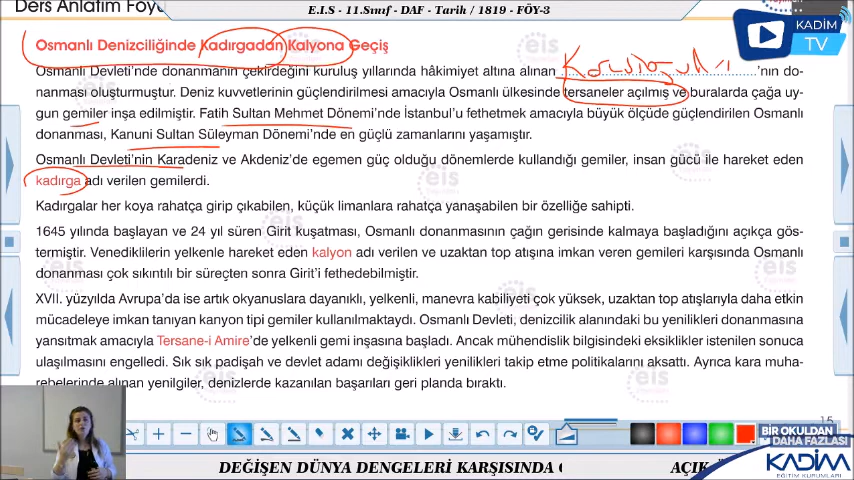 Ders Anlatım Föyü
E.I.S - 11.Sınıf - DAF - Tarih / 1819 - FÖY-3
KADİM
TV
Osmanlı Denizciliğinde Kadırgadan Kalyona Geçiş
Osmanlı Devleti'nde donanmanın çekirdeğini kuruluş yıllarında hâkimiyet altına alınan 'nın do-
nanması oluşturmuştur. Deniz kuvvetlerinin güçlendirilmesi amacıyla Osmanlı ülkesinde tersaneler açılmış ve buralarda çağa uy-
gun gemiler inşa edilmiştir. Fatih Sultan Mehmet Dönemi'nde İstanbul'u fethetmek amacıyla büyük ölçüde güçlendirilen Osmanlı
donanması, Kanuni Sultan Süleyman Dönemi'nde en güçlü zamanlarını yaşamıştır.
Osmanlı Devleti'nin Karadeniz ve Akdeniz'de egemen güç olduğu dönemlerde kullandığı gemiler, insan gücü ile hareket eden
kadırga adı verilen gemilerdi.
Kadırgalar her koya rahatça girip çıkabilen, küçük limanlara rahatça yanaşabilen bir özelliğe sahipti.
1645 yılında başlayan ve 24 yıl süren Girit kuşatması, Osmanlı donanmasının çağın gerisinde kalmaya başladığını açıkça gös-
termiştir. Venediklilerin yelkenle hareket eden kalyon adı verilen ve uzaktan top atışına imkan veren gemileri karşısında Osmanlı
donanması çok sıkıntılı bir süreçten sonra Girit'i fethedebilmiştir.
XVII. yüzyılda Avrupa'da ise artık okyanuslara dayanıklı, yelkenli, manevra kabiliyeti çok yüksek, uzaktan top atışlarıyla daha etkin
mücadeleye imkan tanıyan kanyon tipi gemiler kullanılmaktaydı. Osmanlı Devleti, denizcilik alanındaki bu yenilikleri donanmasına
yansıtmak amacıyla Tersane-i Amire'de yelkenli gemi inşasına başladı. Ancak mühendislik bilgisindeki eksiklikler istenilen sonuca
ulaşılmasını engelledi. Sık sık padişah ve devlet adamı değişiklikleri yenilikleri takip etme politikalarını aksattı. Ayrıca kara muha-
rebelerinde alınan yenilgiler, denizlerde kazanılan başarıları geri planda bıraktı.
eis
15
BİR OKULDAN
DAHA FAZLASI
KADİM
EĞİTİM KURUMLARI
DEĞİŞEN DÜNYA DENGELERİ KARŞISINDA
AÇIK